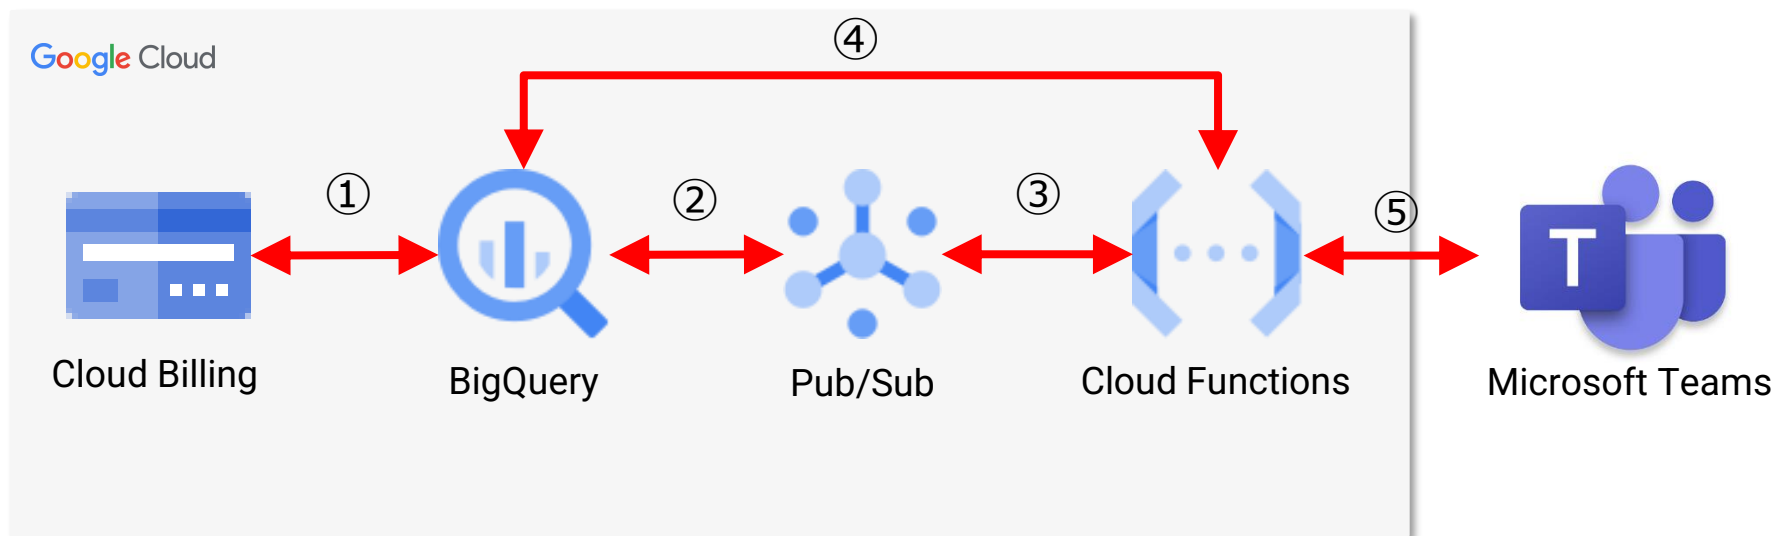 Google Cloud
④
①
②
③
⑤
T
Cloud Billing
BigQuery
Pub/Sub
Cloud Functions
Microsoft Teams